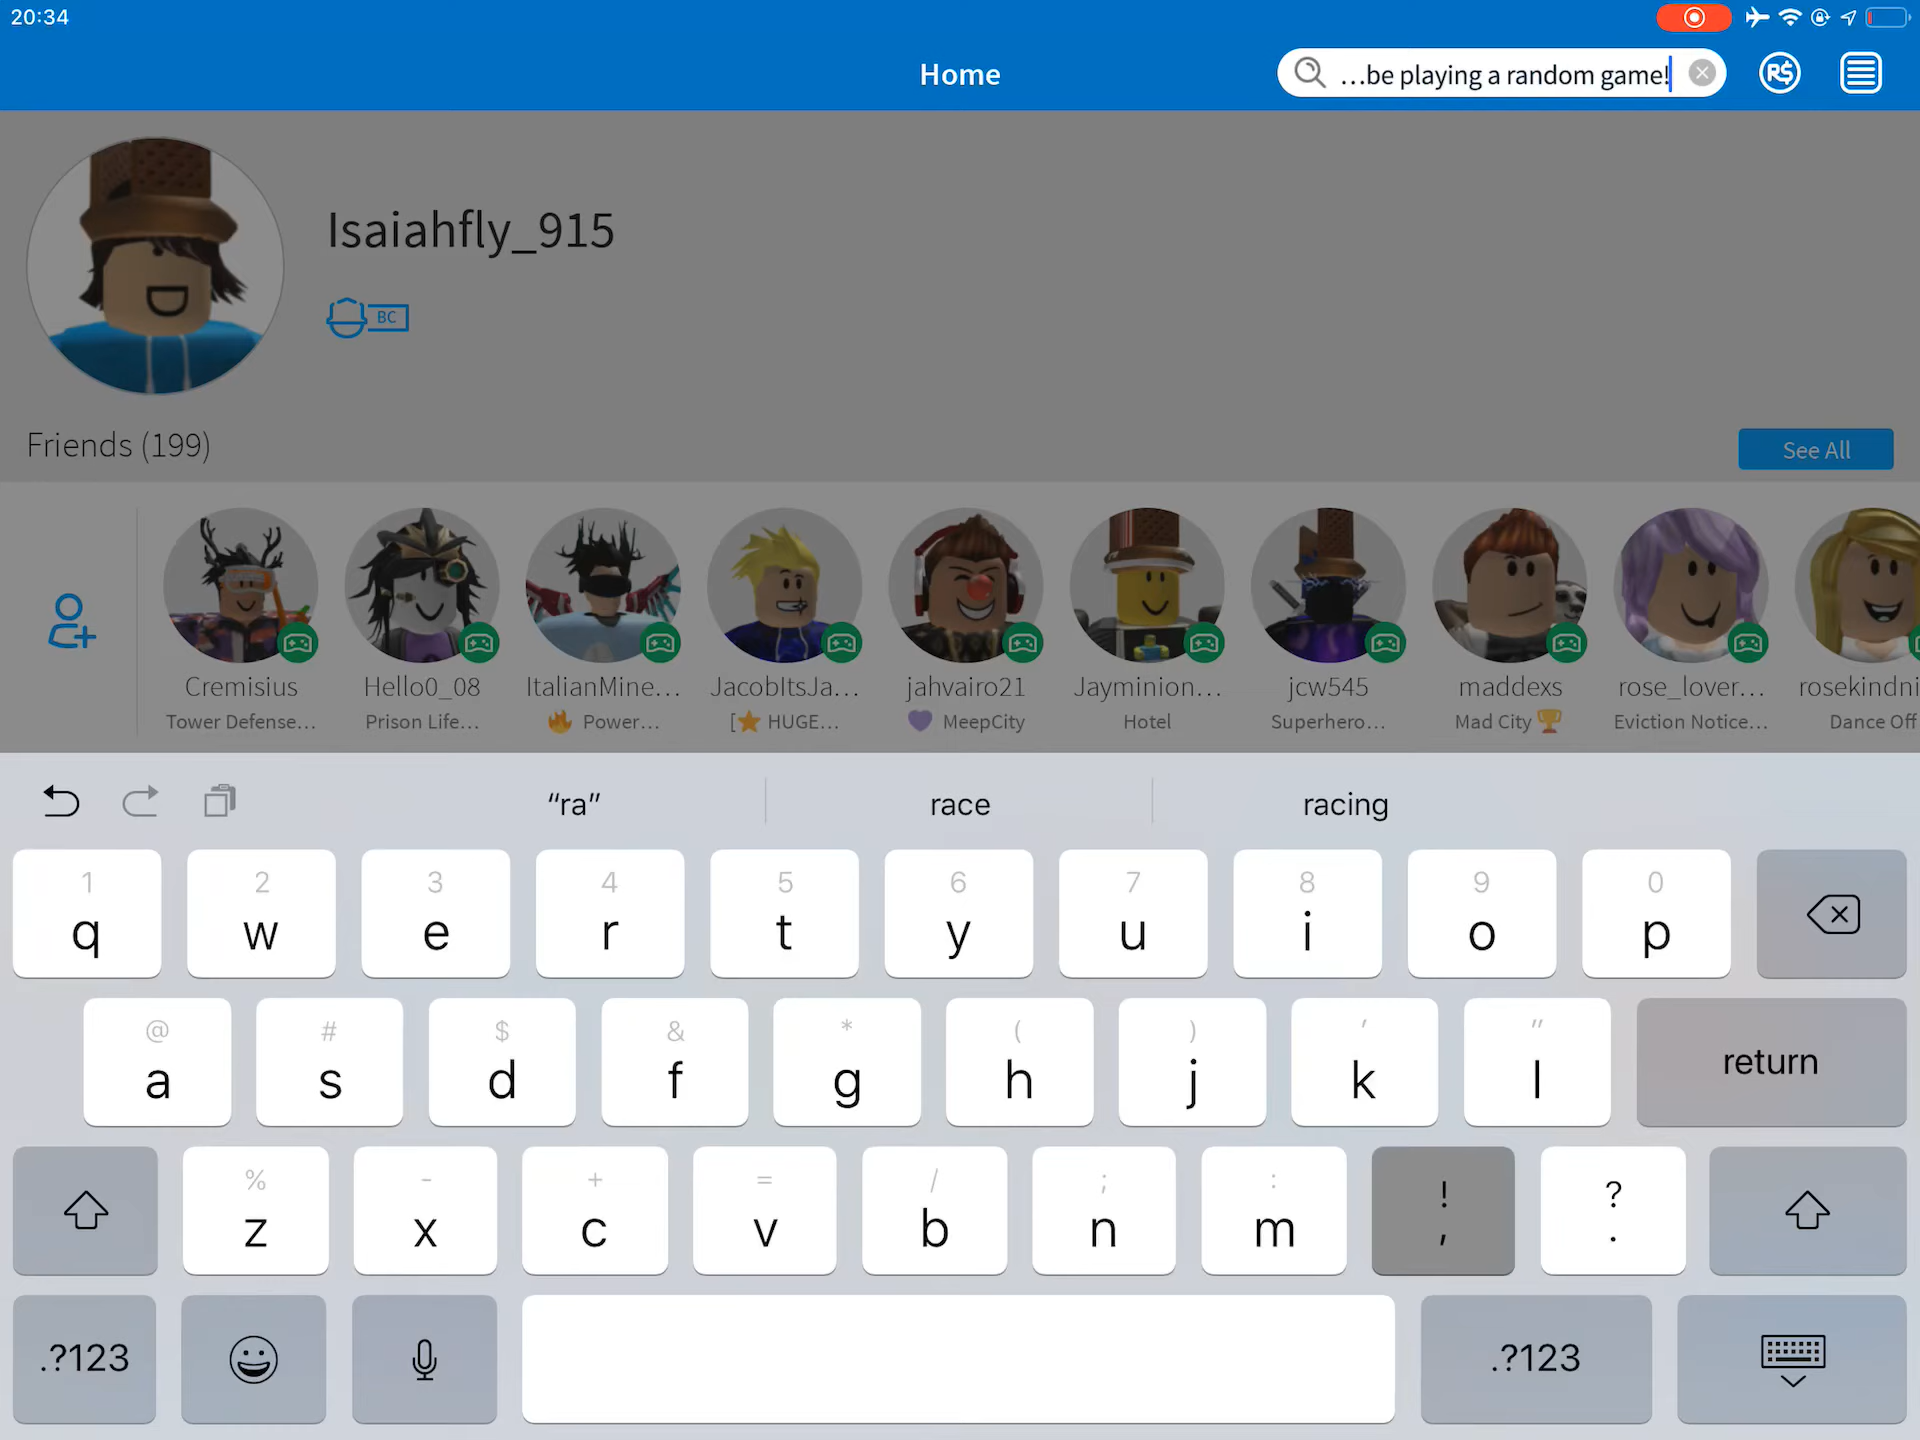 20:34
Home
...be playing a random game!
R$
Isaiahfly_915
BC
Friends (199)
See All
Cremisius
Hello0_08
ItalianMine...
JacobItsJa...
jahvairo21
Jayminion...
jcw545
maddexs
rose_lover...
rosekindni
Tower Defense...
Prison Life...
🔥 Power...
[⭐ HUGE...
💜 MeepCity
Hotel
Superhero...
Mad City 🏆
Eviction Notice...
Dance Off
“ra”
race
racing
1 2 3 4 5 6 7 8 9 0
q w e r t y u i o p
@ # $ & * ( ) ' "
a s d f g h j k l
return
% - + = / ; : ! ?
z x c v b n m , .
.?123
.?123